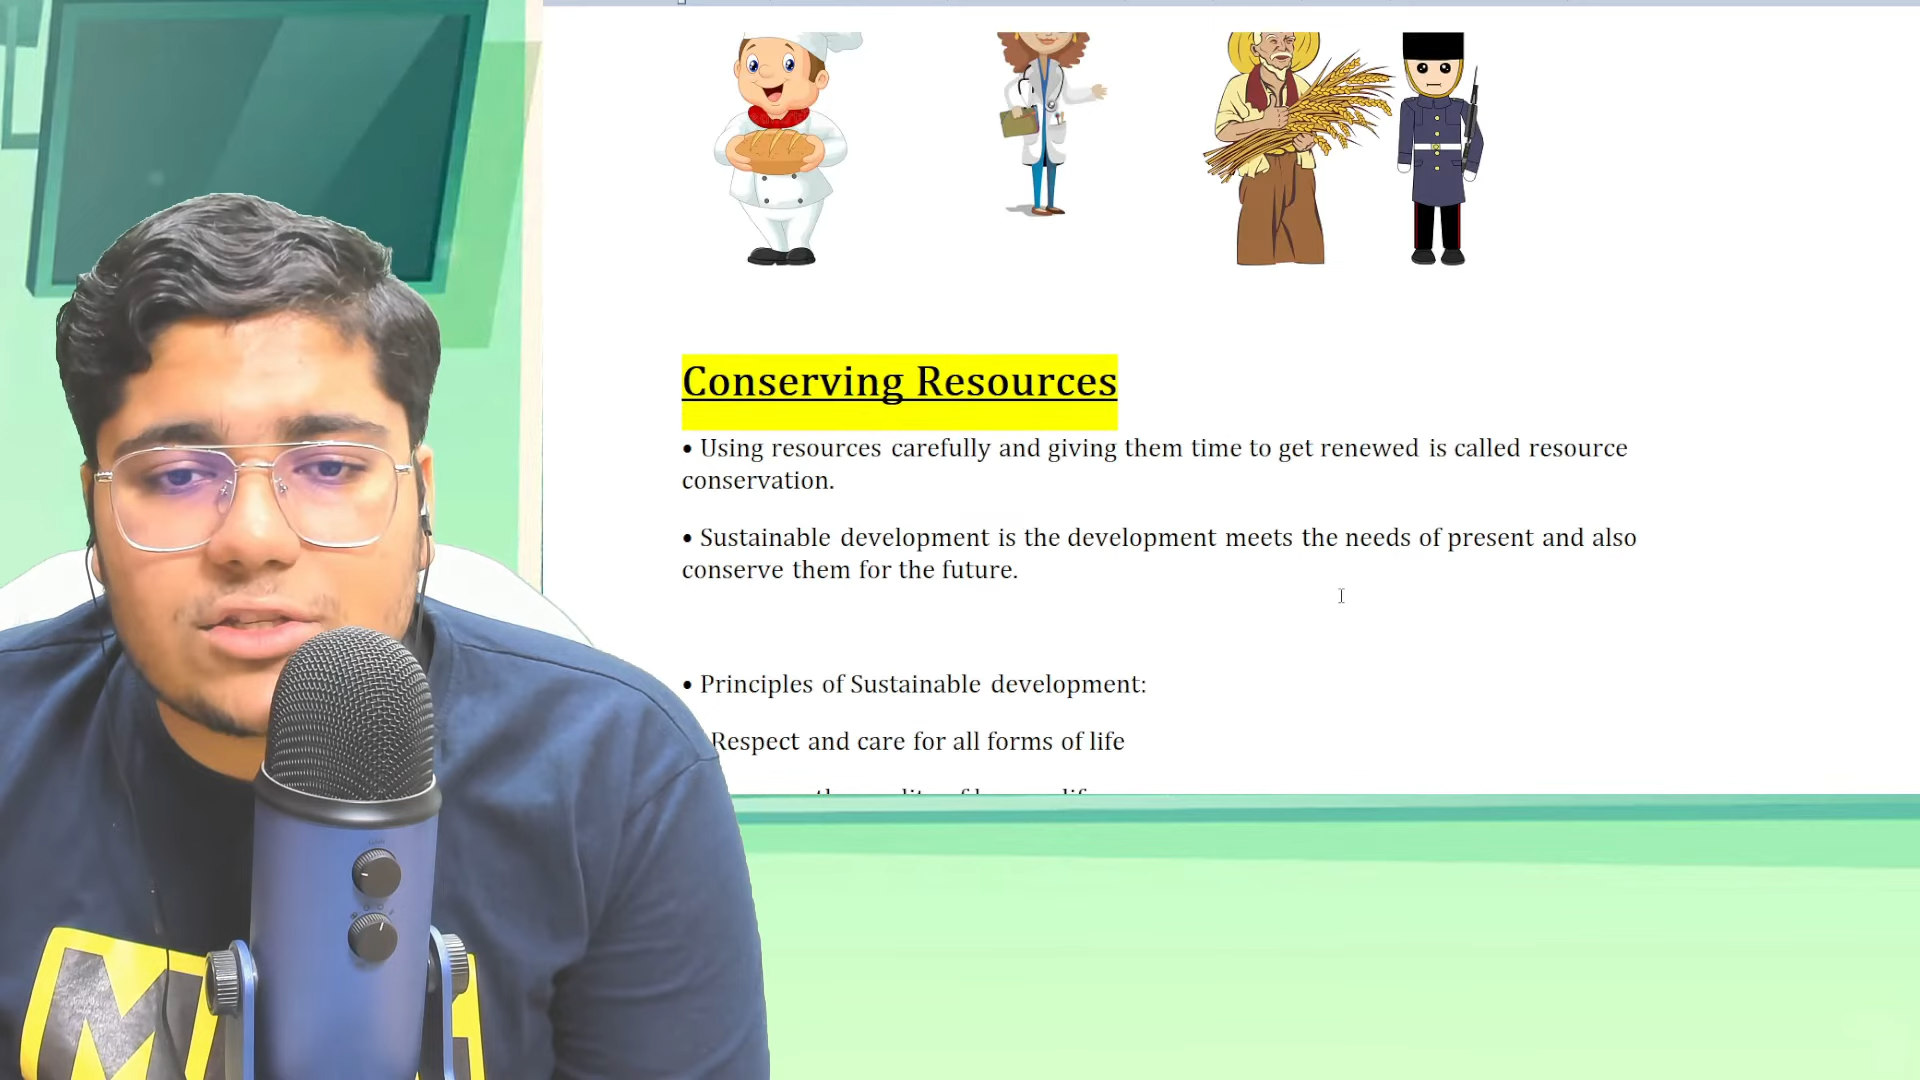 Conserving Resources
• Using resources carefully and giving them time to get renewed is called resource
conservation.
• Sustainable development is the development meets the needs of present and also
conserve them for the future.
• Principles of Sustainable development:
Respect and care for all forms of life